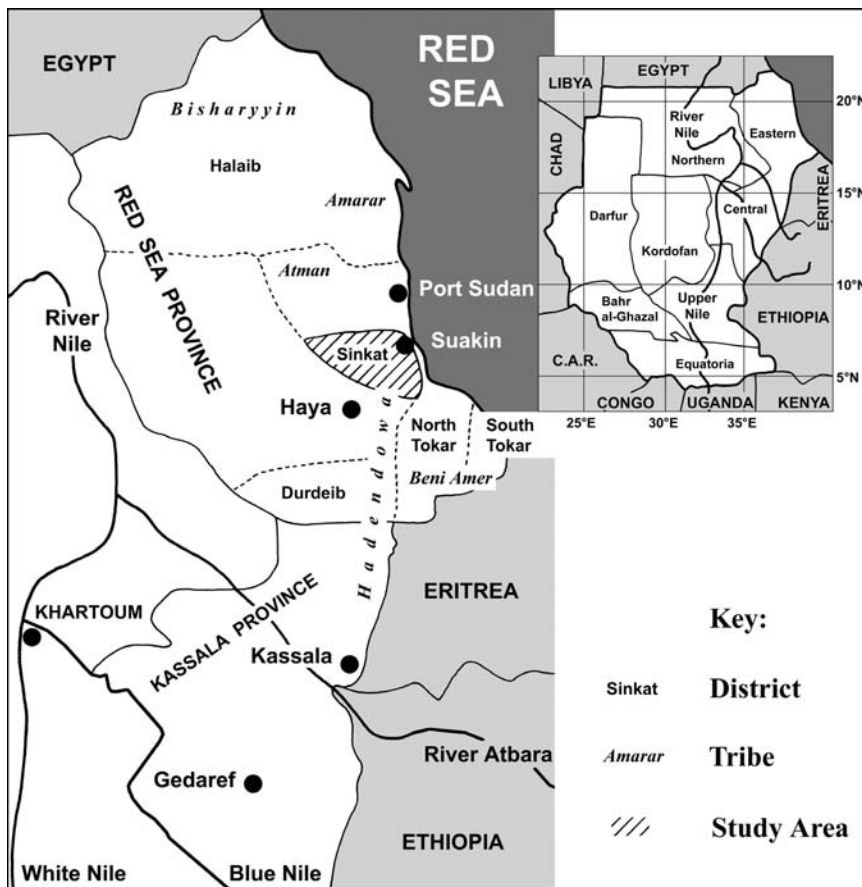 EGYPT
RED
SEA
Bisharyyin
Halaib
Amarar
RED SEA PROVINCE
Atman
Port Sudan
River
Nile
Sinkat
Suakin
Haya
North
Tokar
South
Tokar
Hadendowa
Beni Amer
Durdeib
KHARTOUM
KASSALA PROVINCE
ERITREA
Kassala
River Atbara
Gedaref
ETHIOPIA
White Nile
Blue Nile
LIBYA
EGYPT
20°N
River
Nile
Eastern
Northern
CHAD
15°N
ERITREA
Darfur
Central
Kordofan
10°N
Bahr
al-Ghazal
Upper
Nile
ETHIOPIA
C.A.R.
Equatoria
5°N
CONGO
UGANDA
KENYA
25°E
30°E
35°E
Key:
Sinkat District
Amarar Tribe
Study Area